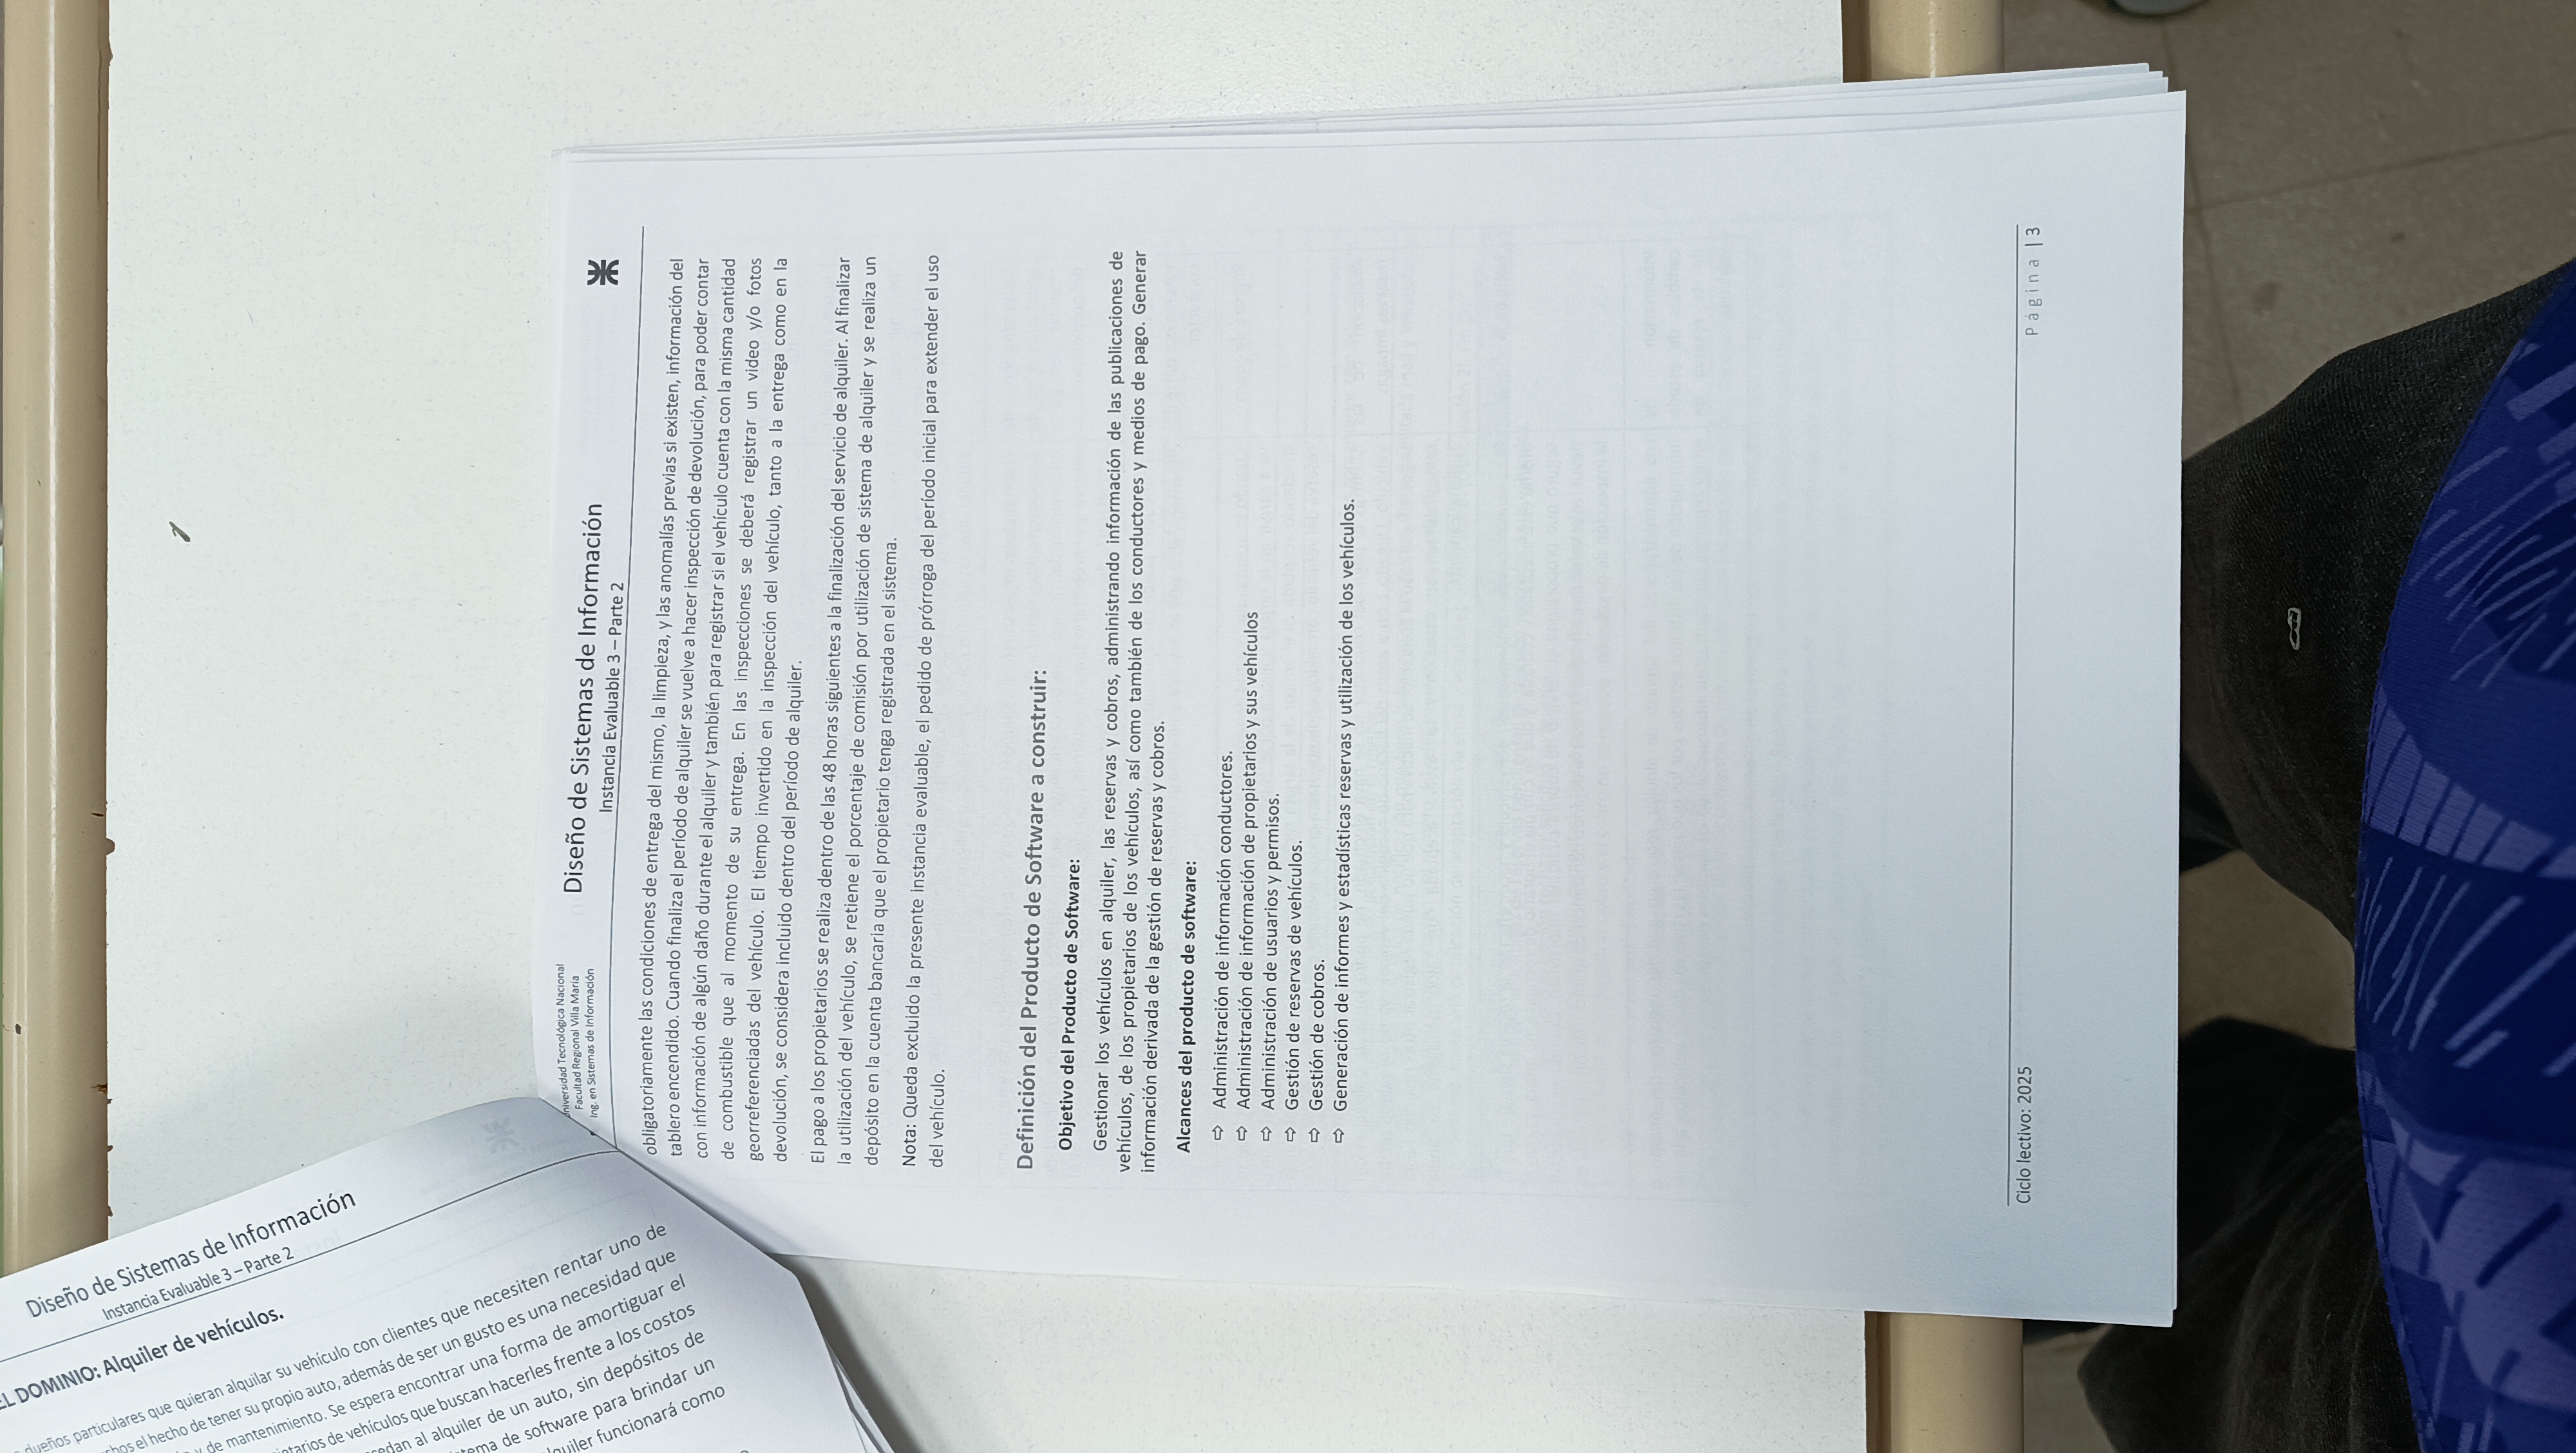 Universidad Tecnológica Nacional
Facultad Regional Villa María
Ing. en Sistemas de Información
Diseño de Sistemas de Información
Instancia Evaluable 3 – Parte 2
obligatoriamente las condiciones de entrega del mismo, la limpieza, y las anomalías previas si existen, información del
tablero encendido. Cuando finaliza el período de alquiler se vuelve a hacer inspección de devolución, para poder contar
con información de algún daño durante el alquiler y también para registrar si el vehículo cuenta con la misma cantidad
de combustible que al momento de su entrega. En las inspecciones se deberá registrar un video y/o fotos
georreferenciadas del vehículo. El tiempo invertido en la inspección del vehículo, tanto a la entrega como en la
devolución, se considera incluido dentro del período de alquiler.
El pago a los propietarios se realiza dentro de las 48 horas siguientes a la finalización del servicio de alquiler. Al finalizar
la utilización del vehículo, se retiene el porcentaje de comisión por utilización de sistema de alquiler y se realiza un
depósito en la cuenta bancaria que el propietario tenga registrada en el sistema.
Nota: Queda excluido la presente instancia evaluable, el pedido de prórroga del período inicial para extender el uso
del vehículo.
Definición del Producto de Software a construir:
Objetivo del Producto de Software:
Gestionar los vehículos en alquiler, las reservas y cobros, administrando información de las publicaciones de
vehículos, de los propietarios de los vehículos, así como también de los conductores y medios de pago. Generar
información derivada de la gestión de reservas y cobros.
Alcances del producto de software:
⇨ Administración de información conductores.
⇨ Administración de información de propietarios y sus vehículos
⇨ Administración de usuarios y permisos.
⇨ Gestión de reservas de vehículos.
⇨ Gestión de cobros.
⇨ Generación de informes y estadísticas reservas y utilización de los vehículos.
Ciclo lectivo: 2025
Página | 3
Diseño de Sistemas de Información
Instancia Evaluable 3 – Parte 2
DOMINIO: Alquiler de vehículos.
dueños particulares que quieran alquilar su vehículo con clientes que necesiten rentar uno de
el hecho de tener su propio auto, además de ser un gusto es una necesidad que
y de mantenimiento. Se espera encontrar una forma de amortiguar el
de vehículos que buscan hacerles frente a los costos
al alquiler de un auto, sin depósitos de
de software para brindar un
funcionará como